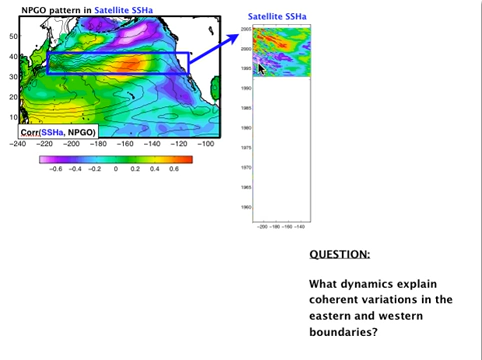 NPGO pattern in Satellite SSHa
Satellite SSHa
50
40
30
20
10
Corr(SSHa, NPGO)
−240 −220 −200 −180 −160 −140 −120 −100
−0.6 −0.4 −0.2 0 0.2 0.4 0.6
2005
2000
1995
1990
1985
1980
1975
1970
1965
1960
−200 −180 −160 −140
QUESTION:
What dynamics explain
coherent variations in the
eastern and western
boundaries?